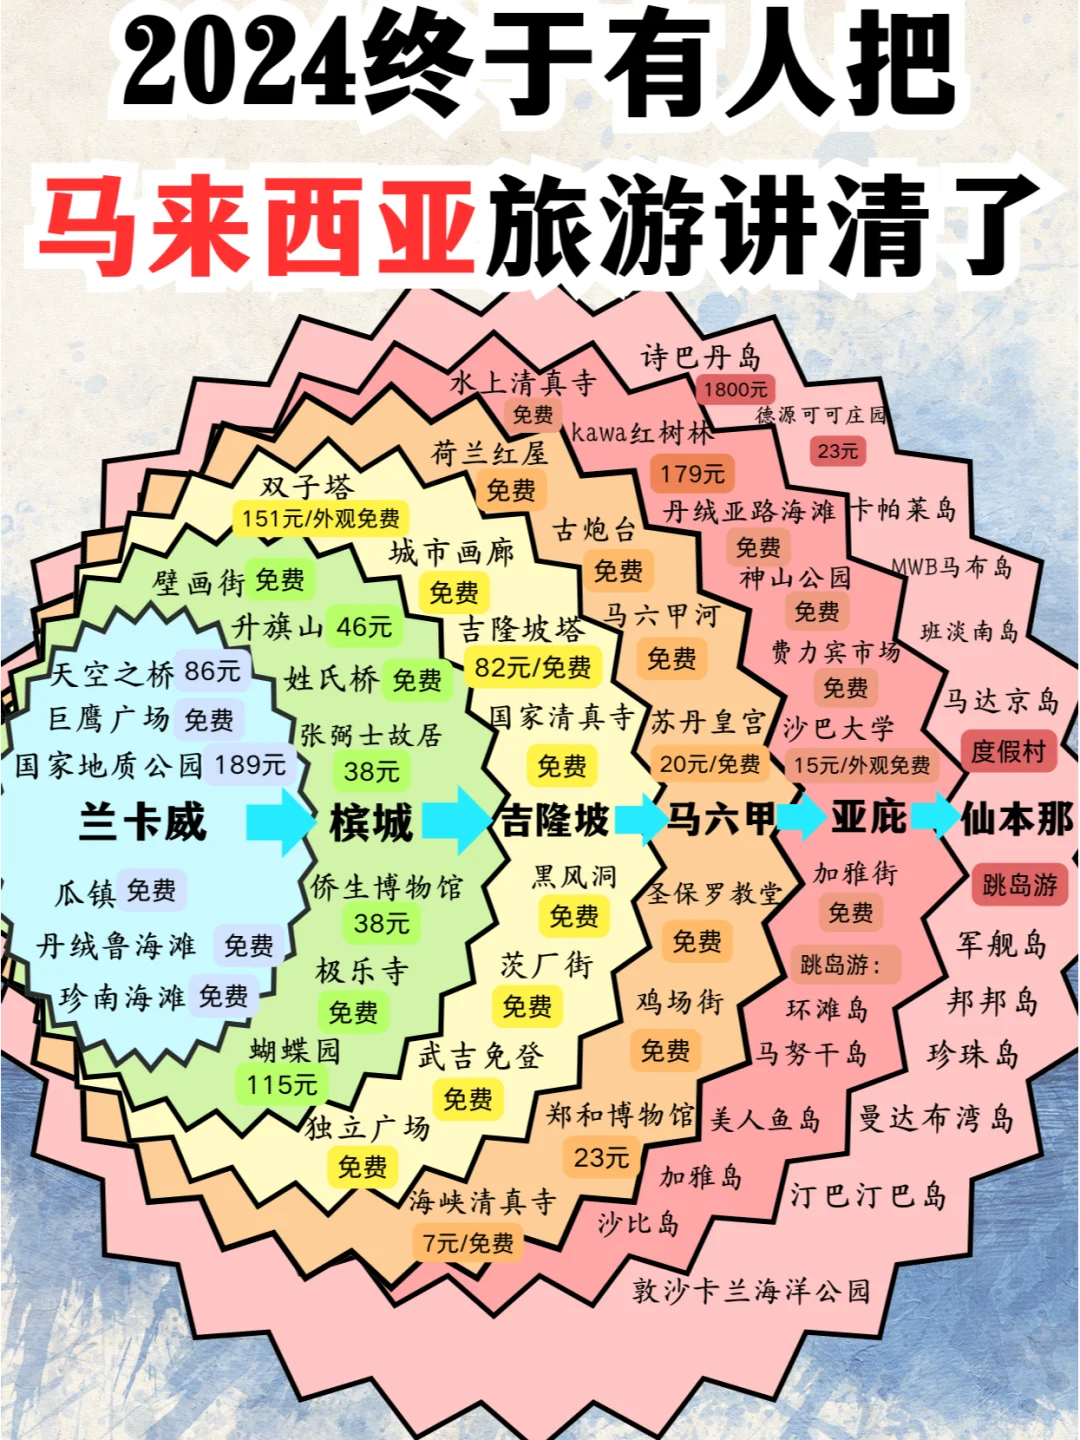 2024终于有人把
马来西亚旅游讲清了
天空之桥 86元
巨鹰广场 免费
国家地质公园 189元
兰卡威
瓜镇 免费
丹绒鲁海滩 免费
珍南海滩 免费
壁画街 免费
升旗山 46元
姓氏桥 免费
张弼士故居
38元
槟城
侨生博物馆
38元
极乐寺
免费
蝴蝶园
115元
双子塔
151元/外观免费
城市画廊
免费
吉隆坡塔
82元/免费
国家清真寺
免费
吉隆坡
黑风洞
免费
茨厂街
免费
武吉免登
免费
独立广场
免费
荷兰红屋
免费
古炮台
免费
马六甲河
免费
苏丹皇宫
20元/免费
马六甲
圣保罗教堂
免费
鸡场街
免费
郑和博物馆
23元
海峡清真寺
7元/免费
水上清真寺
免费
kawa红树林
179元
丹绒亚路海滩
免费
神山公园
免费
费力宾市场
免费
沙巴大学
15元/外观免费
亚庇
加雅街
免费
跳岛游：
环滩岛
马努干岛
美人鱼岛
加雅岛
沙比岛
诗巴丹岛
1800元
德源可可庄园
23元
卡帕莱岛
MWB马布岛
班淡南岛
马达京岛
度假村
仙本那
跳岛游
军舰岛
邦邦岛
珍珠岛
曼达布湾岛
汀巴汀巴岛
敦沙卡兰海洋公园